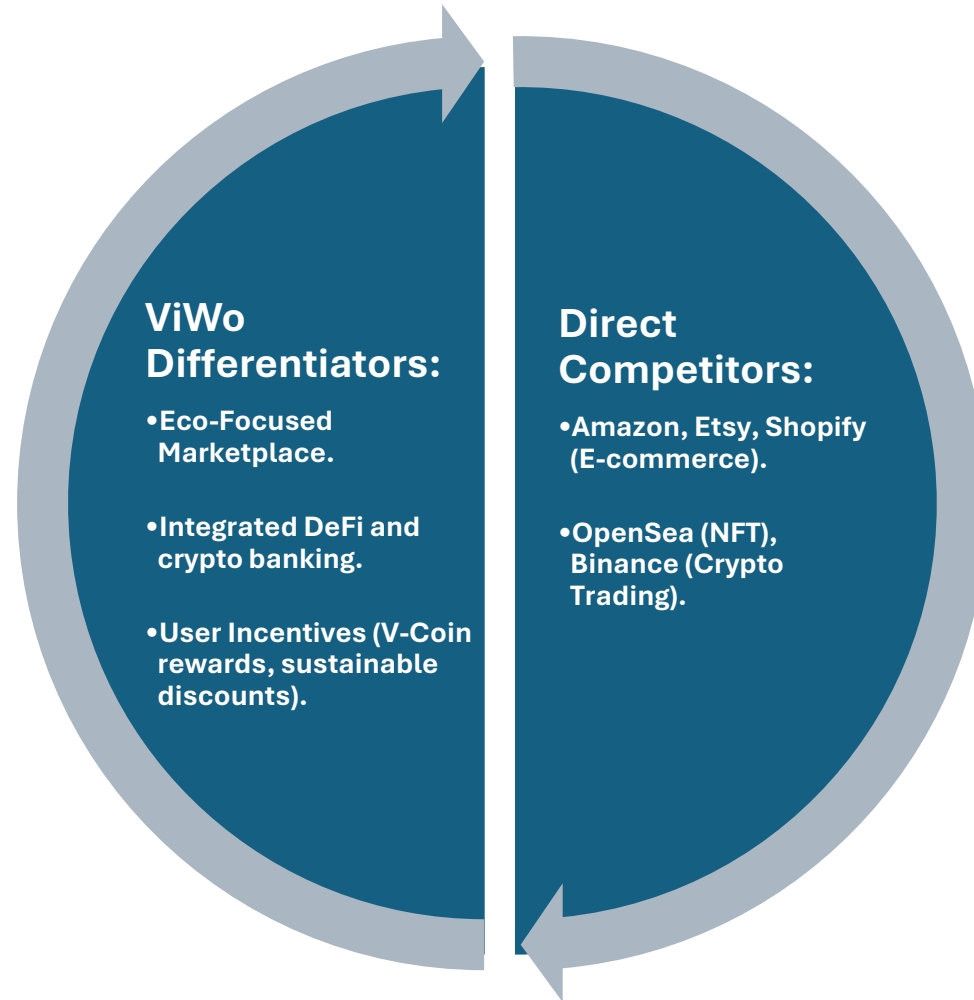 ViWo
Differentiators:
•Eco-Focused
Marketplace.
•Integrated DeFi and
crypto banking.
•User Incentives (V-Coin
rewards, sustainable
discounts).
Direct
Competitors:
•Amazon, Etsy, Shopify
(E-commerce).
•OpenSea (NFT),
Binance (Crypto
Trading).